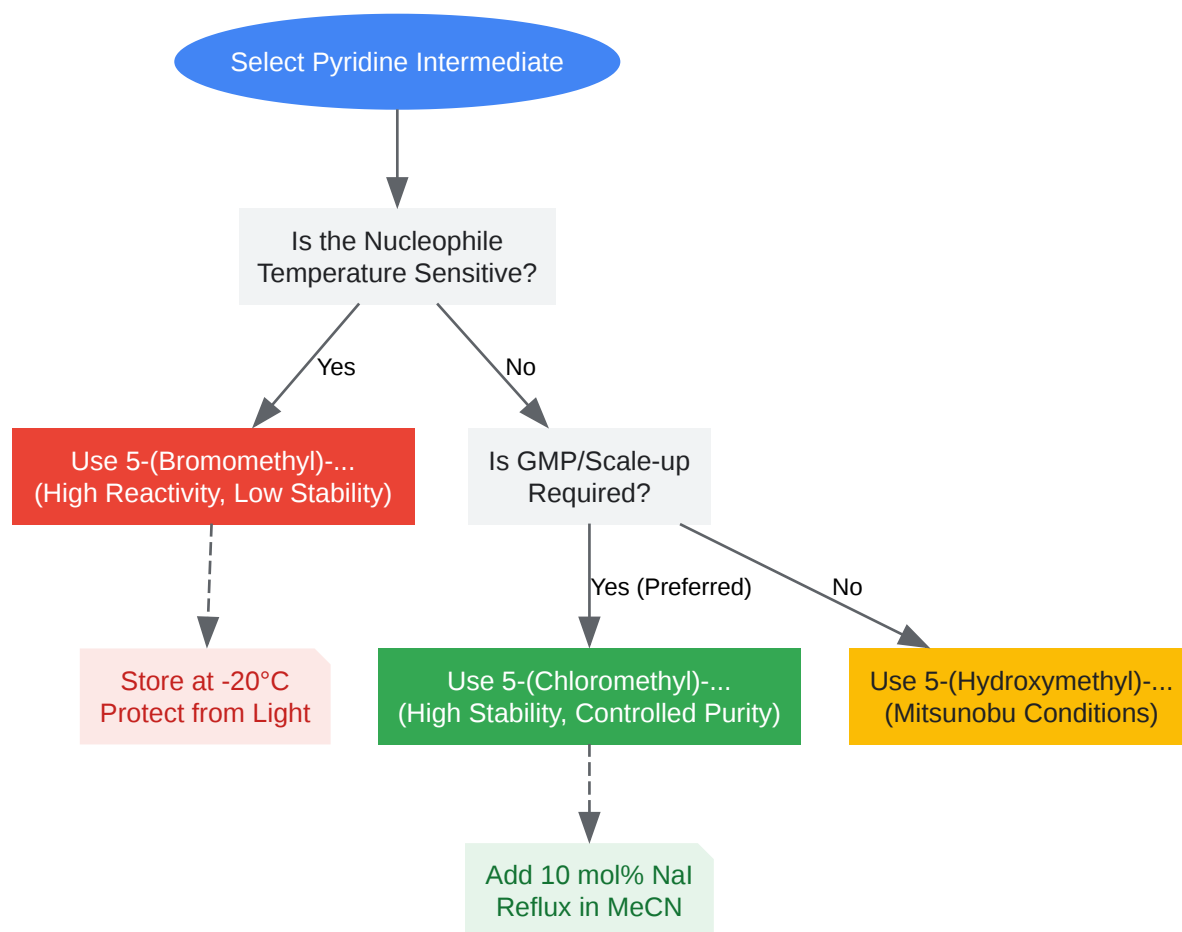 Select Pyridine Intermediate
Is the Nucleophile
Temperature Sensitive?
Yes
No
Use 5-(Bromomethyl)-...
(High Reactivity, Low Stability)
Is GMP/Scale-up
Required?
Yes (Preferred)
No
Store at -20°C
Protect from Light
Use 5-(Chloromethyl)-...
(High Stability, Controlled Purity)
Use 5-(Hydroxymethyl)-...
(Mitsunobu Conditions)
Add 10 mol% NaI
Reflux in MeCN